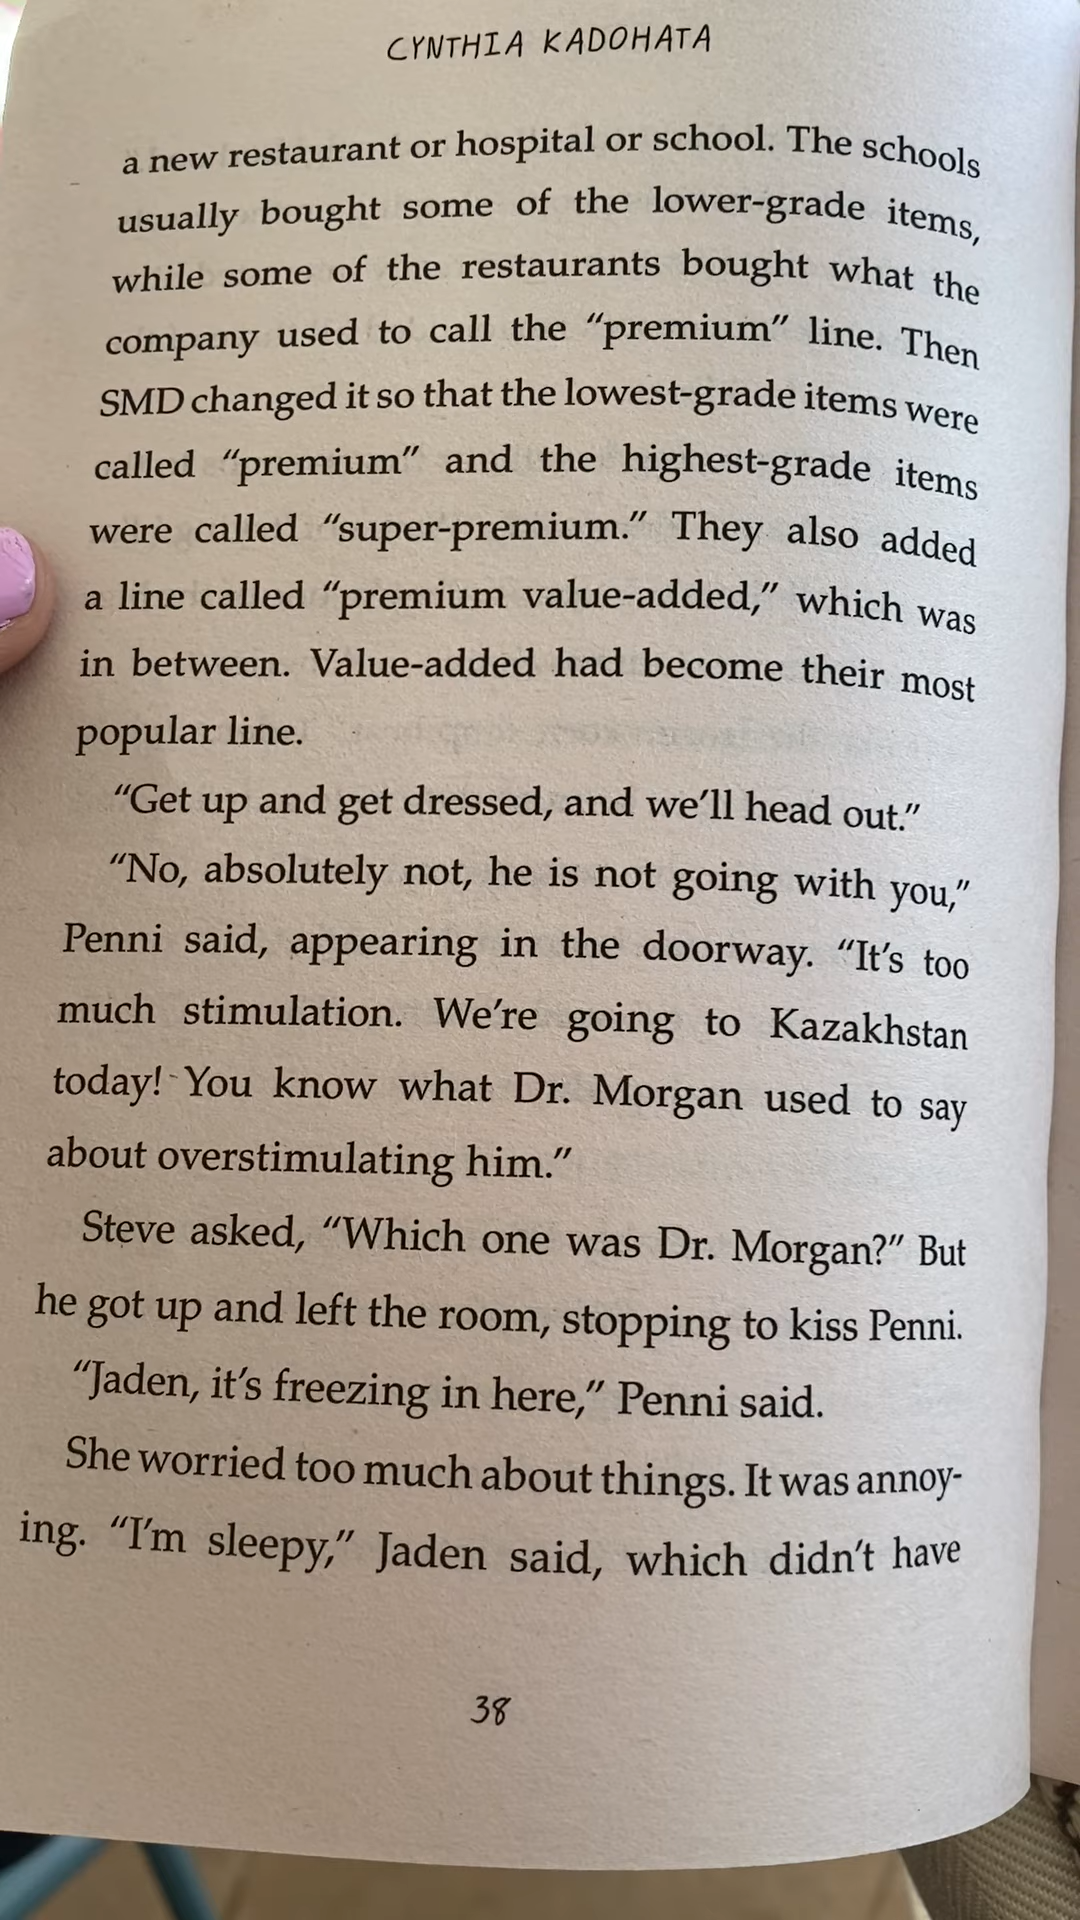 CYNTHIA KADOHATA
a new restaurant or hospital or school. The schools
usually bought some of the lower-grade items,
while some of the restaurants bought what the
company used to call the “premium” line. Then
SMD changed it so that the lowest-grade items were
called “premium” and the highest-grade items
were called “super-premium.” They also added
a line called “premium value-added,” which was
in between. Value-added had become their most
popular line.
“Get up and get dressed, and we’ll head out.”
“No, absolutely not, he is not going with you,”
Penni said, appearing in the doorway. “It’s too
much stimulation. We’re going to Kazakhstan
today! You know what Dr. Morgan used to say
about overstimulating him.”
Steve asked, “Which one was Dr. Morgan?” But
he got up and left the room, stopping to kiss Penni.
“Jaden, it’s freezing in here,” Penni said.
She worried too much about things. It was annoy-
ing. “I’m sleepy,” Jaden said, which didn’t have
38